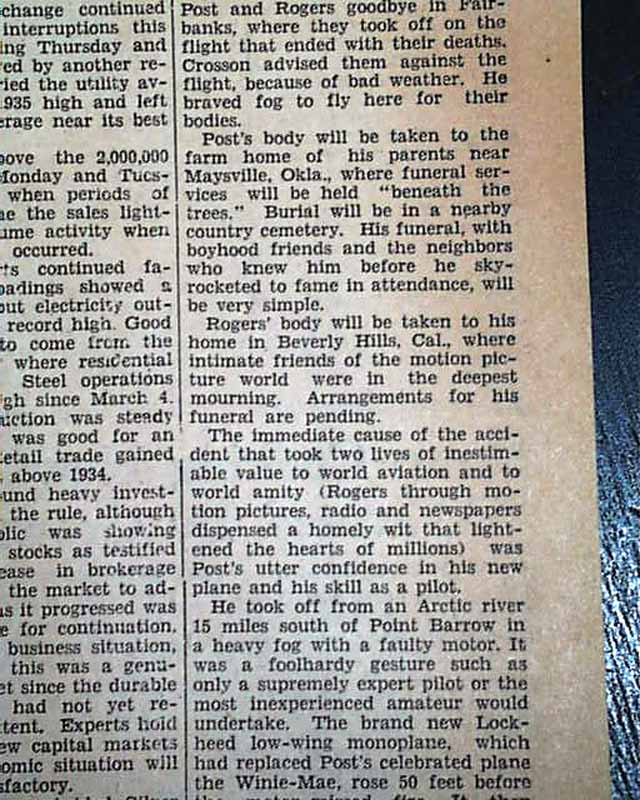 change continued
interruptions this
ing Thursday and
ed by another re-
ried the utility av-
1935 high and left
erage near its best
ove the 2,000,000
Monday and Tues-
when periods of
e the sales light-
ume activity when
occurred.
ts continued fa-
oadings showed a
out electricity out-
record high. Good
to come from the
where residential
Steel operations
gh since March 4.
uction was steady
was good for an
etail trade gained
above 1934.
und heavy invest-
the rule, although
blic was showing
stocks as testified
ease in brokerage
the market to ad-
as it progressed was
e for continuation.
business situation,
this was a genu-
et since the durable
had not yet re-
tent. Experts hold
ew capital markets
omic situation will
sfactory.
Post and Rogers goodbye in Fair-
banks, where they took off on the
flight that ended with their deaths.
Crosson advised them against the
flight, because of bad weather. He
braved fog to fly here for their
bodies.
Post's body will be taken to the
farm home of his parents near
Maysville, Okla., where funeral ser-
vices will be held "beneath the
trees." Burial will be in a nearby
country cemetery. His funeral, with
boyhood friends and the neighbors
who knew him before he sky-
rocketed to fame in attendance, will
be very simple.
Rogers' body will be taken to his
home in Beverly Hills, Cal., where
intimate friends of the motion pic-
ture world were in the deepest
mourning. Arrangements for his
funeral are pending.
The immediate cause of the acci-
dent that took two lives of inestim-
able value to world aviation and to
world amity (Rogers through mo-
tion pictures, radio and newspapers
dispensed a homely wit that light-
ened the hearts of millions) was
Post's utter confidence in his new
plane and his skill as a pilot.
He took off from an Arctic river
15 miles south of Point Barrow in
a heavy fog with a faulty motor. It
was a foolhardy gesture such as
only a supremely expert pilot or the
most inexperienced amateur would
undertake. The brand new Lock-
heed low-wing monoplane, which
had replaced Post's celebrated plane
the Winie-Mae, rose 50 feet before